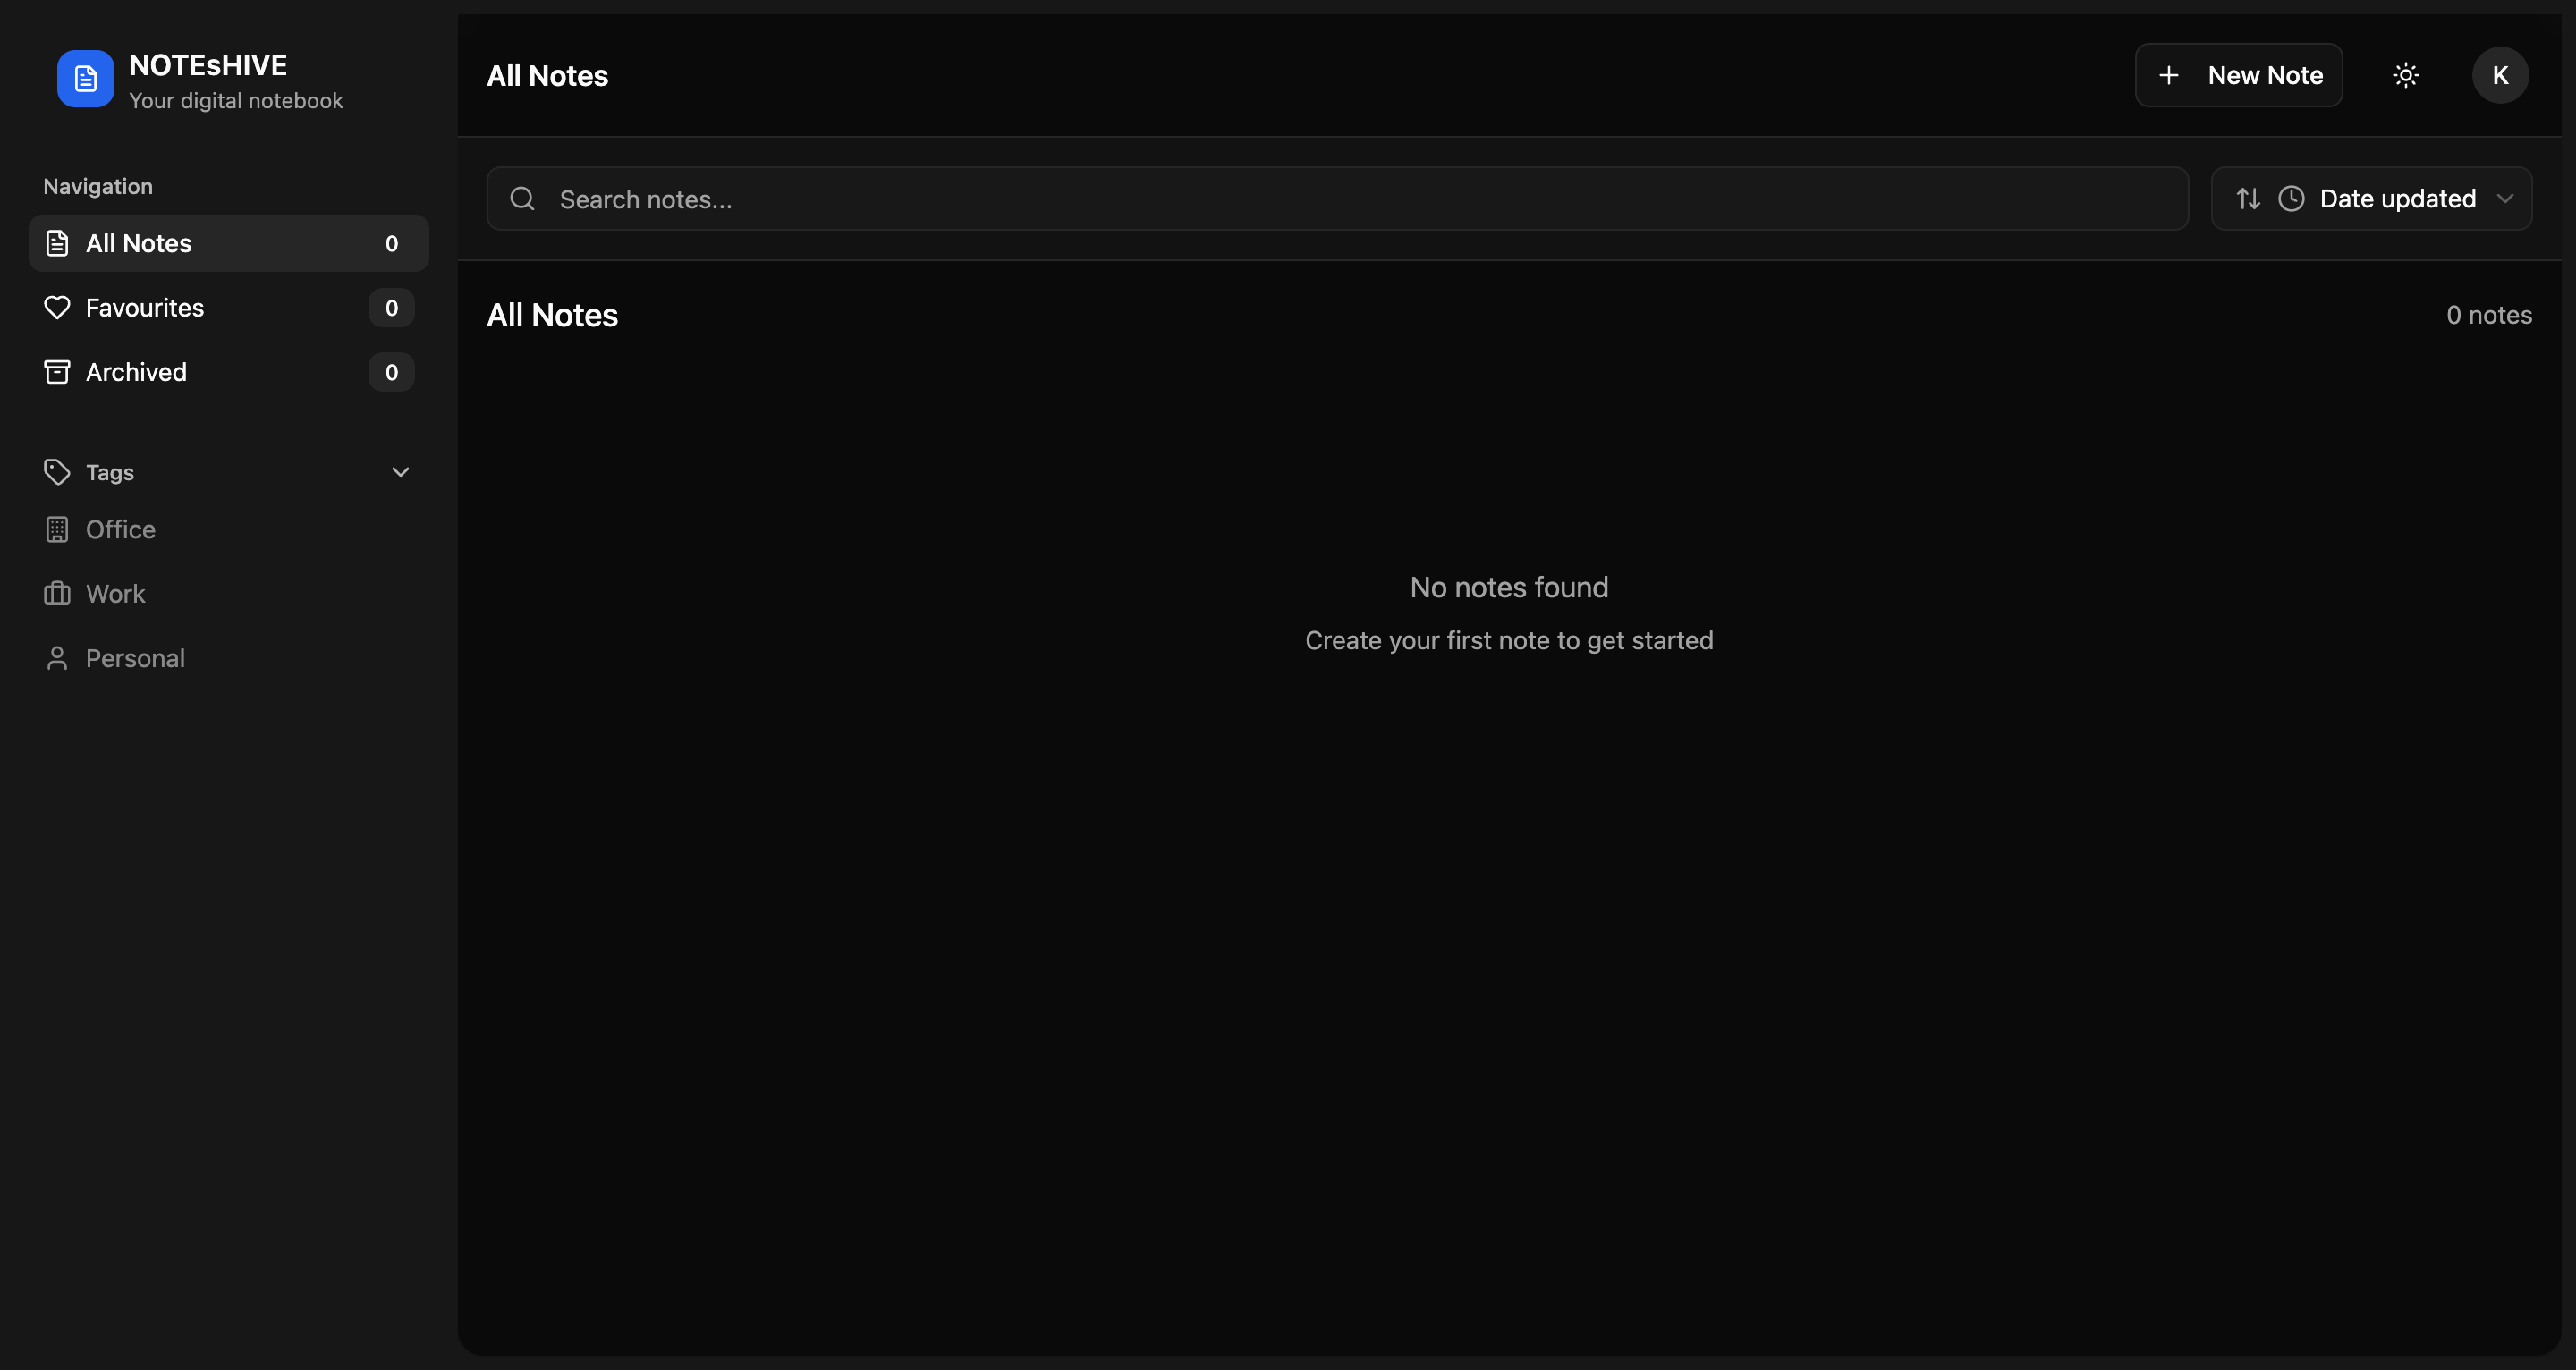 NOTEsHIVE
Your digital notebook
Navigation
All Notes 0
Favourites 0
Archived 0
Tags
Office
Work
Personal
All Notes
New Note
K
Search notes...
Date updated
All Notes
0 notes
No notes found
Create your first note to get started